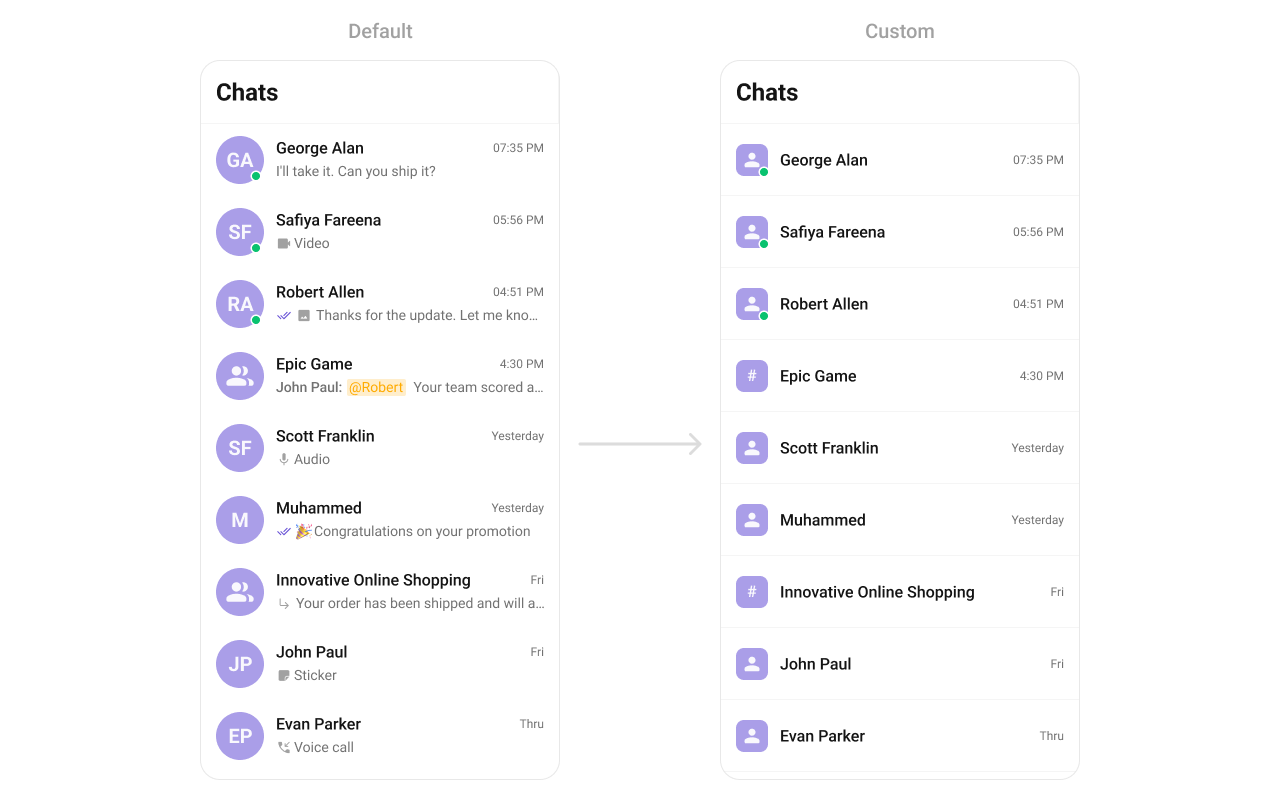 Default
Custom
Chats
GA
George Alan
07:35 PM
I'll take it. Can you ship it?
SF
Safiya Fareena
05:56 PM
Video
RA
Robert Allen
04:51 PM
Thanks for the update. Let me kno...
Epic Game
4:30 PM
John Paul: @Robert Your team scored a...
SF
Scott Franklin
Yesterday
Audio
M
Muhammed
Yesterday
🎉Congratulations on your promotion
Innovative Online Shopping
Fri
Your order has been shipped and will a...
JP
John Paul
Fri
Sticker
EP
Evan Parker
Thru
Voice call
Chats
George Alan
07:35 PM
Safiya Fareena
05:56 PM
Robert Allen
04:51 PM
#
Epic Game
4:30 PM
Scott Franklin
Yesterday
Muhammed
Yesterday
#
Innovative Online Shopping
Fri
John Paul
Fri
Evan Parker
Thru